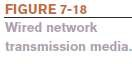 FIGURE 7-18
Wired network
transmission media.